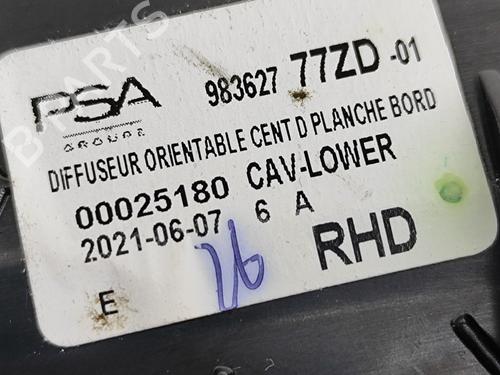 PSA 983627 77ZD -01
GROUPE
DIFFUSEUR ORIENTABLE CENT D PLANCHE BORD
00025180 CAV-LOWER
2021-06-07 6 A
RHD
E
26